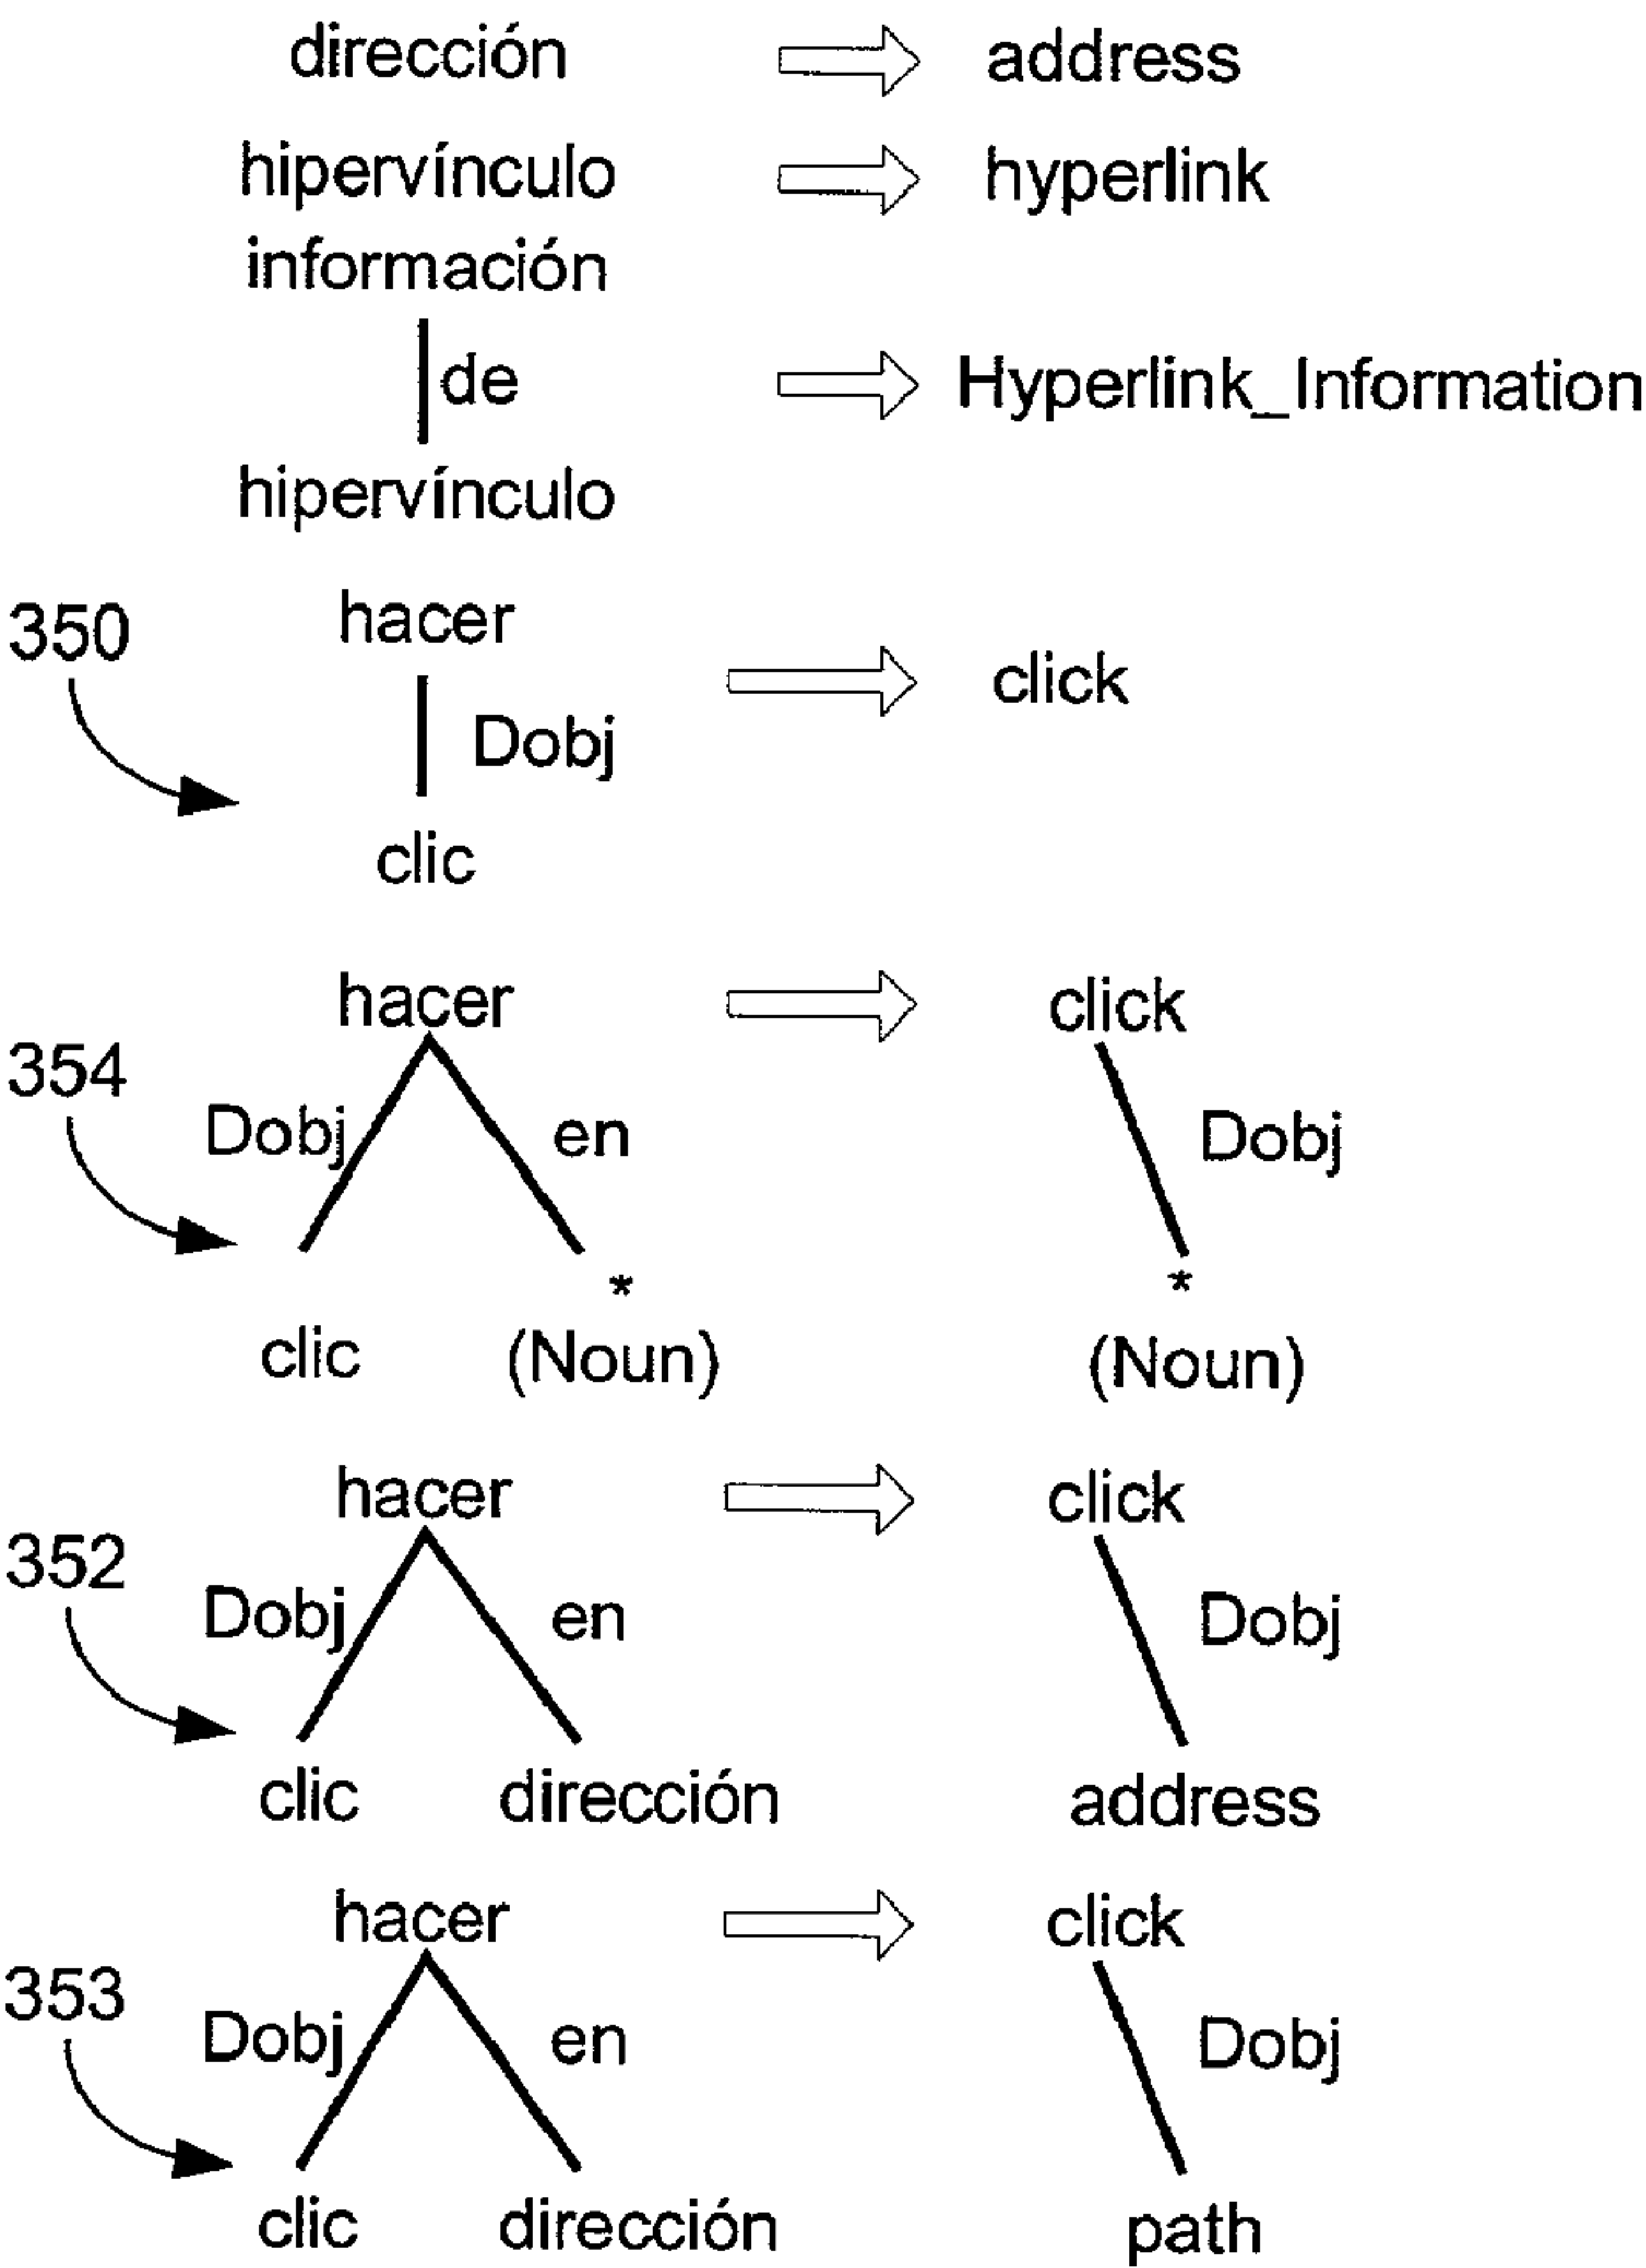 dirección address
hipervínculo hyperlink
información
de Hyperlink_Information
hipervínculo
350 hacer
click
Dobj
clic
hacer click
354
Dobj en Dobj
* *
clic (Noun) (Noun)
hacer click
352
Dobj en Dobj
clic dirección address
hacer click
353
Dobj en Dobj
clic dirección path